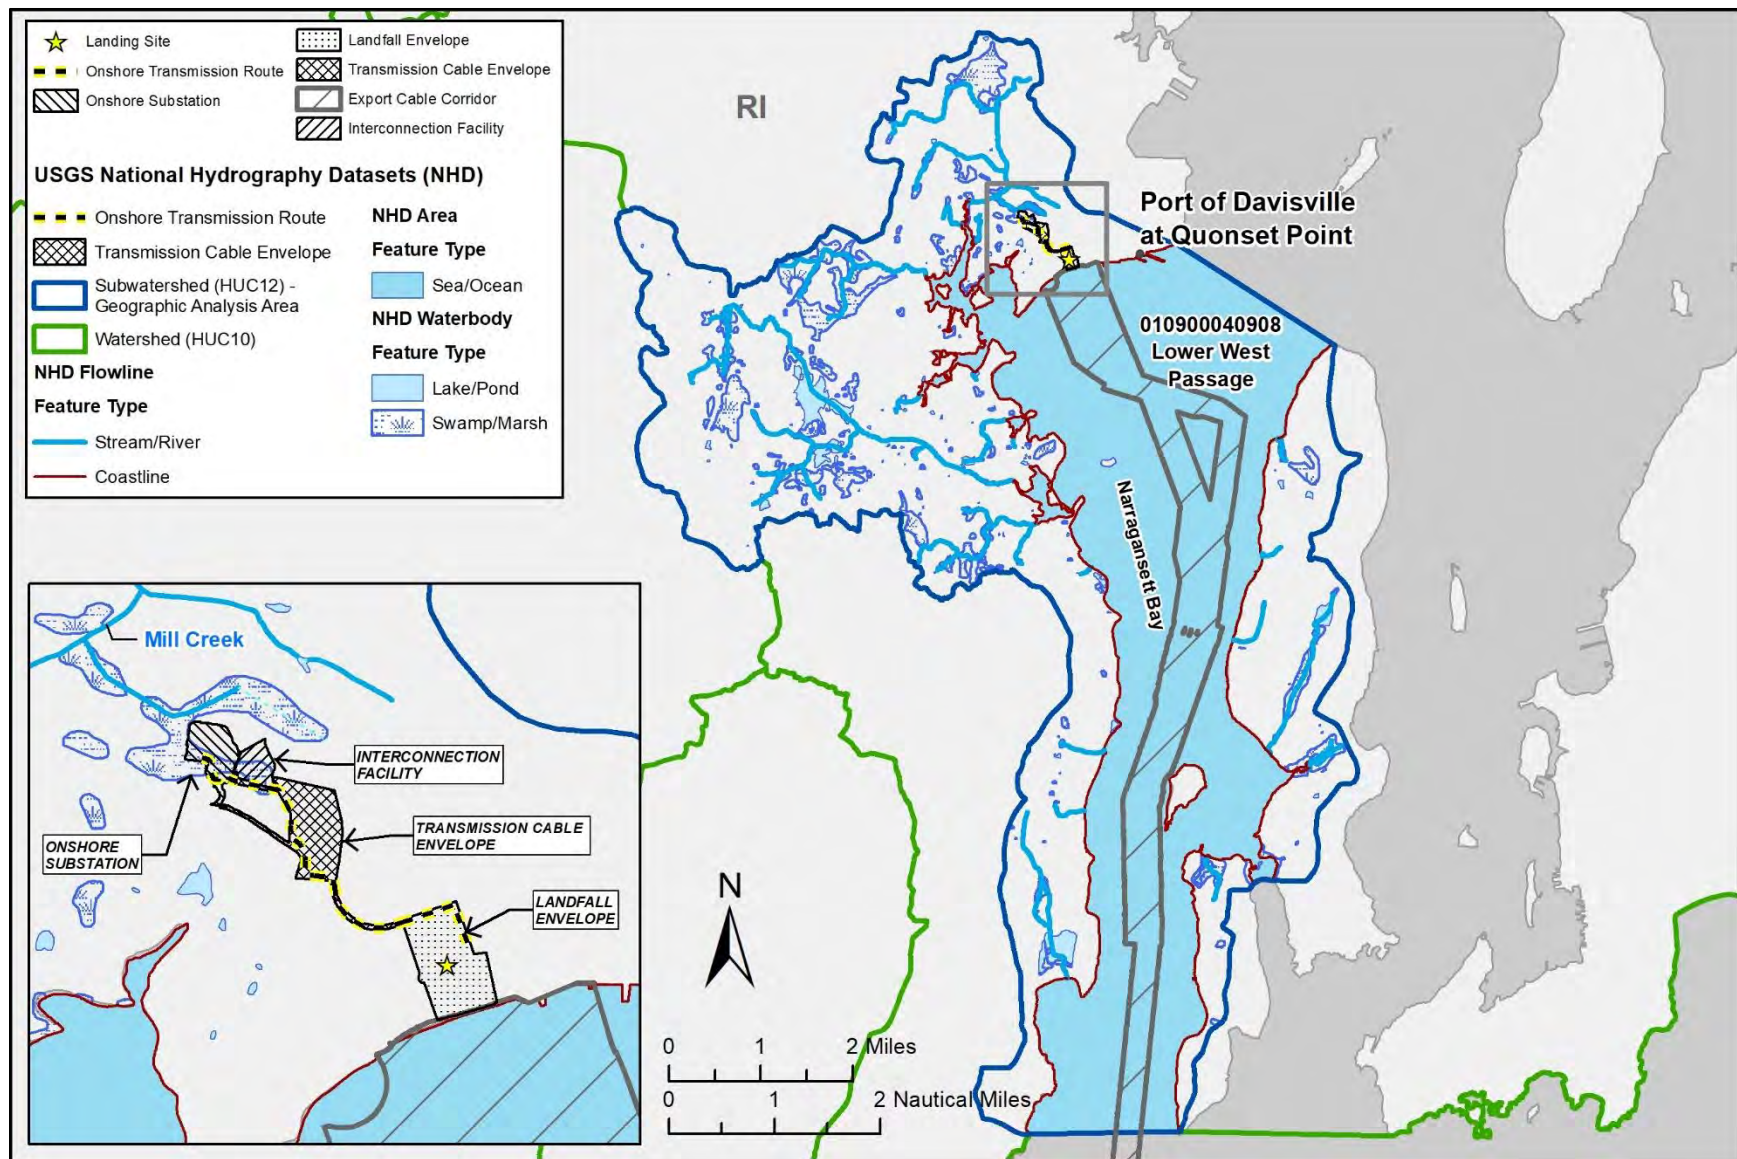 Landing Site
Onshore Transmission Route
Onshore Substation
Landfall Envelope
Transmission Cable Envelope
Export Cable Corridor
Interconnection Facility
USGS National Hydrography Datasets (NHD)
Onshore Transmission Route
Transmission Cable Envelope
Subwatershed (HUC12) -
Geographic Analysis Area
Watershed (HUC10)
NHD Flowline
Feature Type
Stream/River
Coastline
NHD Area
Feature Type
Sea/Ocean
NHD Waterbody
Feature Type
Lake/Pond
Swamp/Marsh
RI
Port of Davisville
at Quonset Point
010900040908
Lower West
Passage
Narragansett Bay
Mill Creek
INTERCONNECTION
FACILITY
ONSHORE
SUBSTATION
TRANSMISSION CABLE
ENVELOPE
LANDFALL
ENVELOPE
N
0 1 2 Miles
0 1 2 Nautical Miles